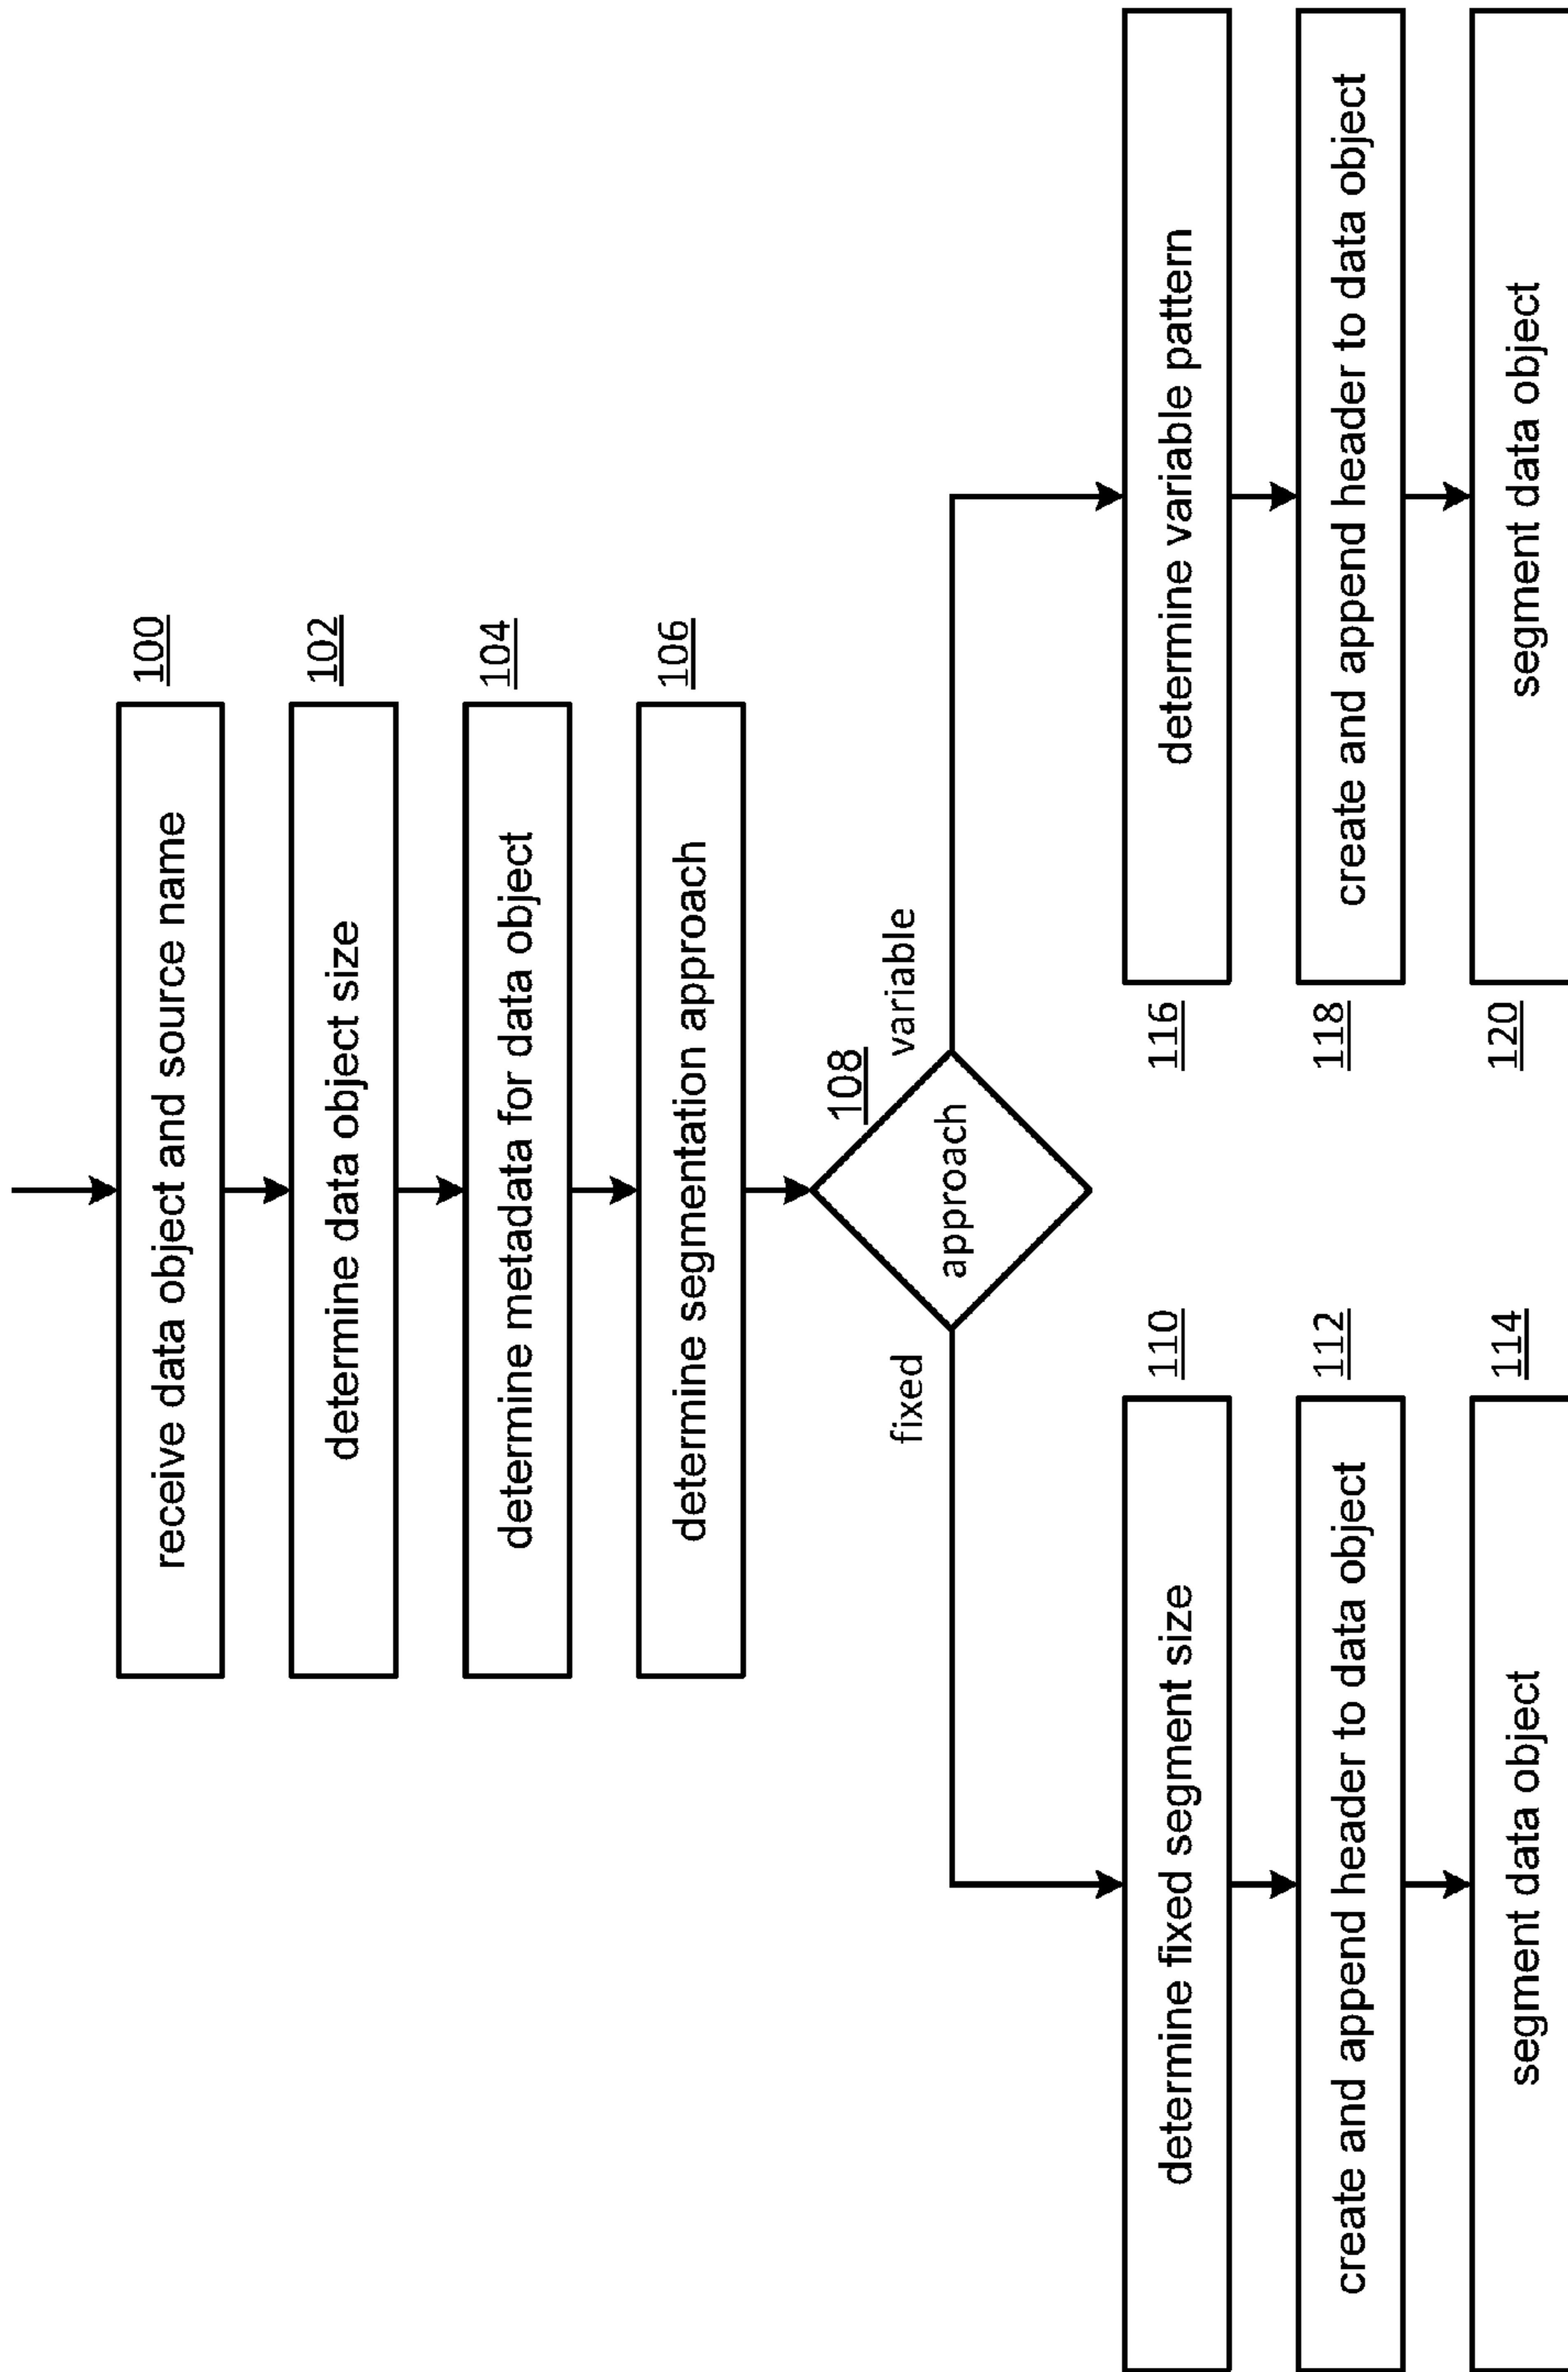 receive data object and source name
100
determine data object size
102
determine metadata for data object
104
determine segmentation approach
106
108
approach
fixed
variable
determine fixed segment size
110
create and append header to data object
112
segment data object
114
116
determine variable pattern
118
create and append header to data object
120
segment data object